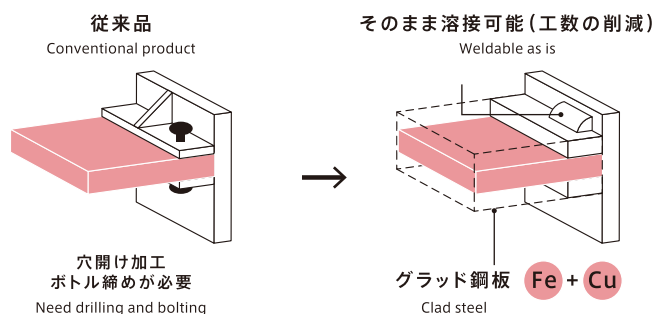 従来品
Conventional product
穴開け加工
ボトル締めが必要
Need drilling and bolting
そのまま溶接可能(工数の削減)
Weldable as is
グラッド鋼板 Fe + Cu
Clad steel